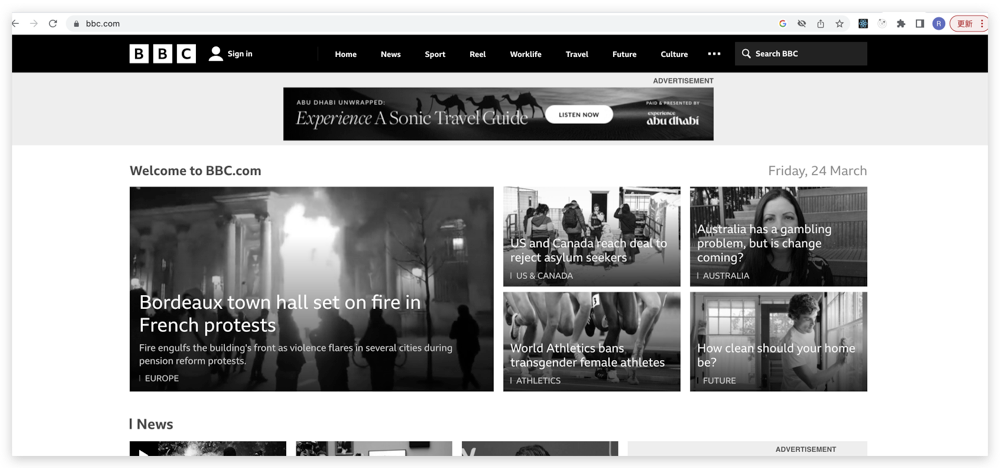 bbc.com
R
更新
BBC
Sign in
Home
News
Sport
Reel
Worklife
Travel
Future
Culture
Search BBC
ADVERTISEMENT
ABU DHABI UNWRAPPED:
Experience A Sonic Travel Guide
LISTEN NOW
PAID & PRESENTED BY
experience
abu dhabi
Welcome to BBC.com
Friday, 24 March
Bordeaux town hall set on fire in
French protests
Fire engulfs the building's front as violence flares in several cities during
pension reform protests.
EUROPE
US and Canada reach deal to
reject asylum seekers
US & CANADA
Australia has a gambling
problem, but is change
coming?
AUSTRALIA
World Athletics bans
transgender female athletes
ATHLETICS
How clean should your home
be?
FUTURE
News
ADVERTISEMENT